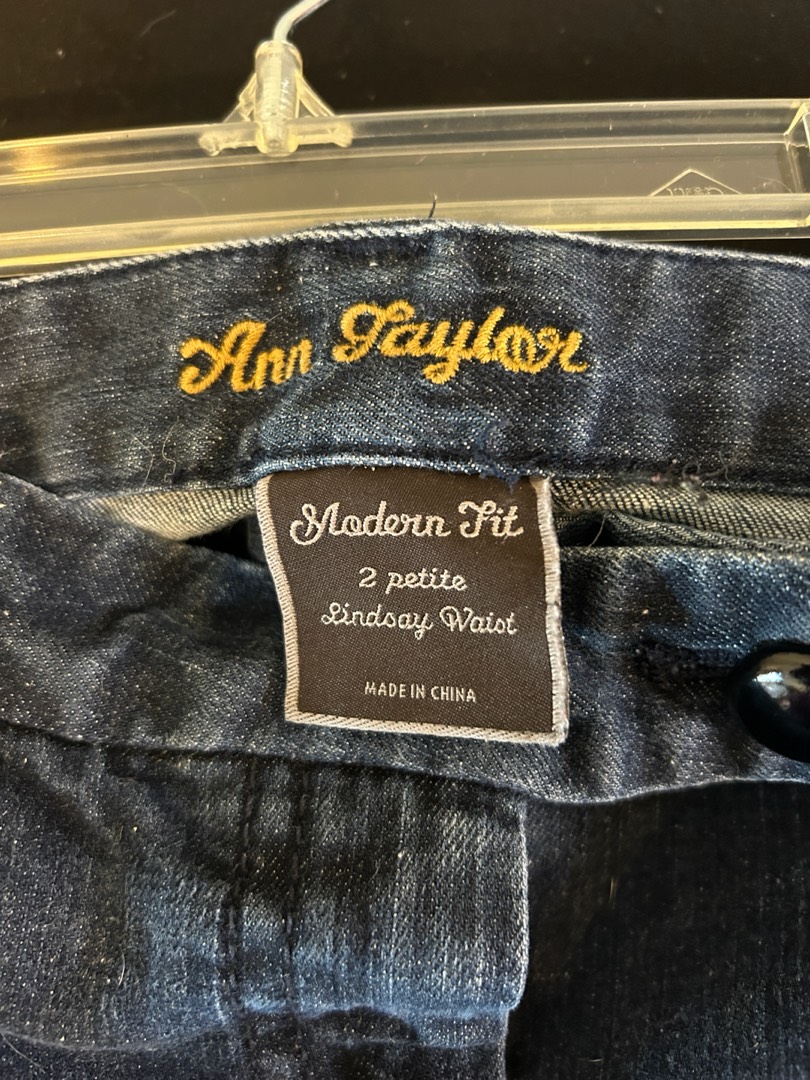 Ann Taylor
Modern Fit
2 petite
Lindsay Waist
MADE IN CHINA